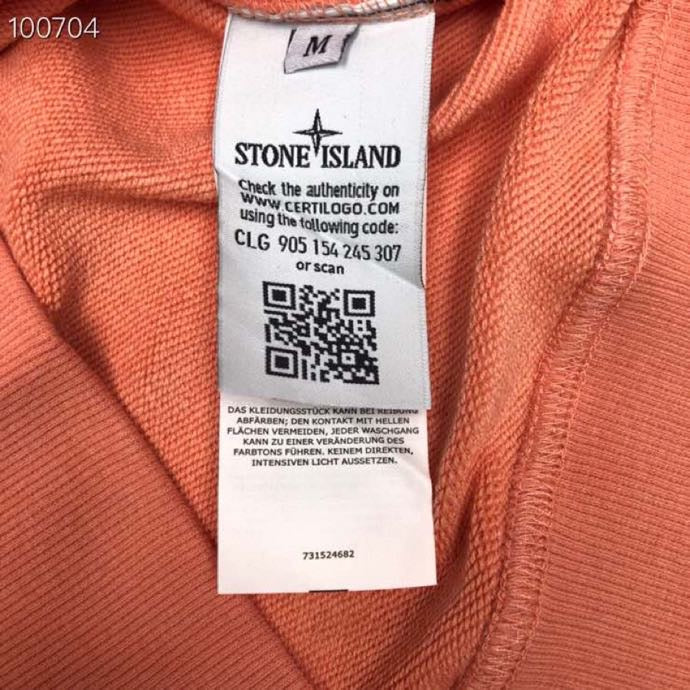 100704
M
STONE ISLAND
Check the authenticity on
WWW.CERTILOGO.COM
using the following code:
CLG 905 154 245 307
or scan
DAS KLEIDUNGSSTÜCK KANN BEI REIBUNG
ABFÄRBEN; DEN KONTAKT MIT HELLEN
FLÄCHEN VERMEIDEN, JEDER WASCHGANG
KANN ZU EINER VERÄNDERUNG DES
FARBTONS FÜHREN. KEINEM DIREKTEN,
INTENSIVEN LICHT AUSSETZEN.
731524682